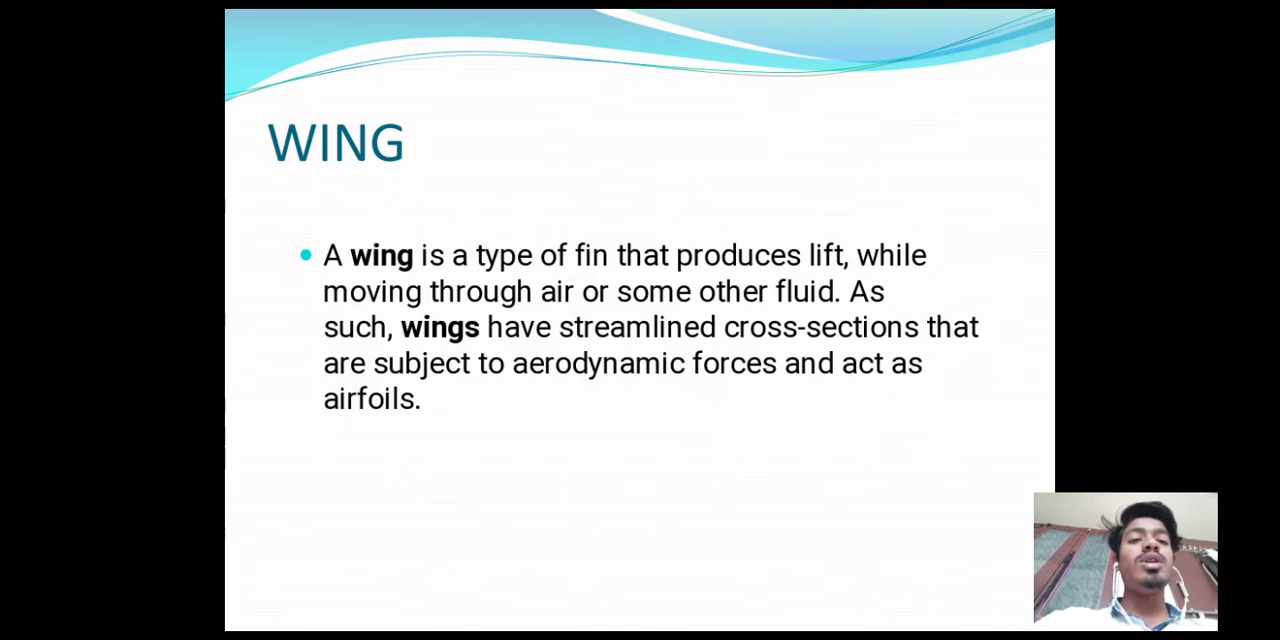 WING
A wing is a type of fin that produces lift, while
moving through air or some other fluid. As
such, wings have streamlined cross-sections that
are subject to aerodynamic forces and act as
airfoils.